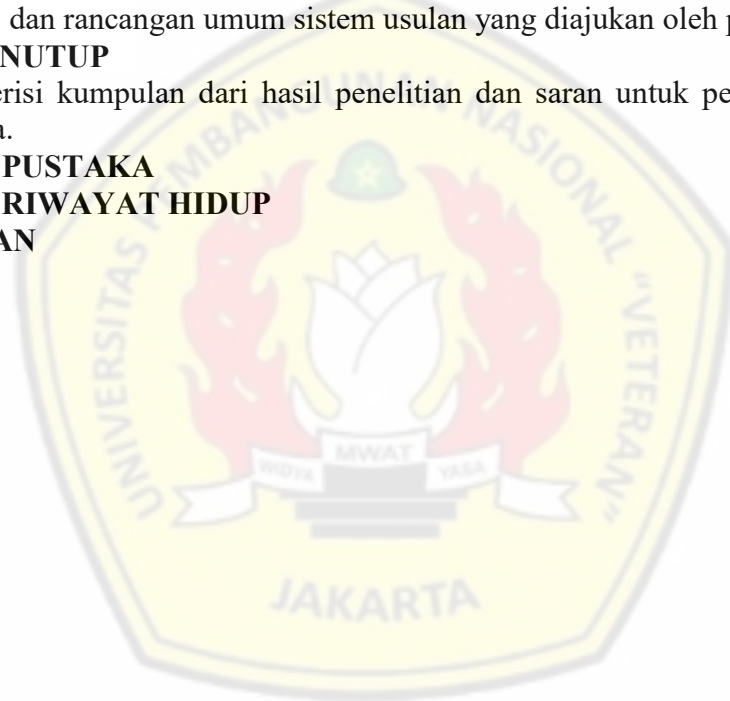 dan rancangan umum sistem usulan yang diajukan oleh p
NUTUP
erisi kumpulan dari hasil penelitian dan saran untuk pe
a.
PUSTAKA
RIWAYAT HIDUP
AN
UNIVERSITAS PEMBANGUNAN NASIONAL "VETERAN"
WIDYA MWAT YASA
JAKARTA